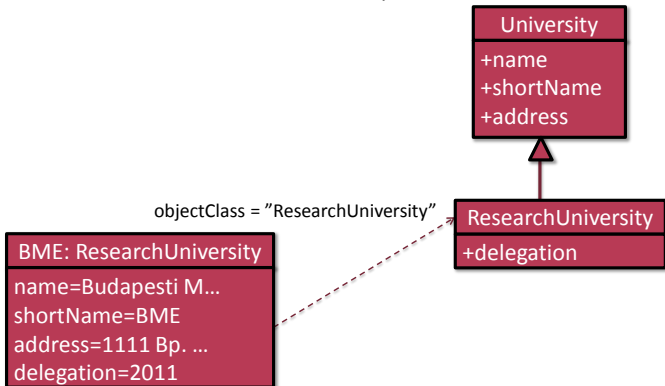 University
+name
+shortName
+address
objectClass = ”ResearchUniversity”
ResearchUniversity
+delegation
BME: ResearchUniversity
name=Budapesti M...
shortName=BME
address=1111 Bp. ...
delegation=2011